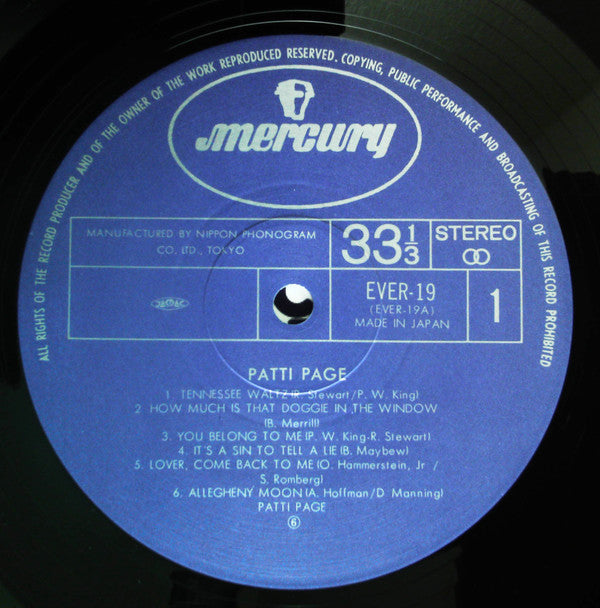 ALL RIGHTS OF THE RECORD PRODUCER AND OF THE OWNER OF THE WORK REPRODUCED RESERVED. COPYING, PUBLIC PERFORMANCE AND BROADCASTING OF THIS RECORD PROHIBITED
mercury
MANUFACTURED BY NIPPON PHONOGRAM
CO. LTD., TOKYO
33 1/3
STEREO
JASRAC
EVER-19
(EVER-19A)
MADE IN JAPAN
1
PATTI PAGE
1. TENNESSEE WALTZ(R. Stewart/P. W. King)
2 HOW MUCH IS THAT DOGGIE IN THE WINDOW
(B. Merrill)
3. YOU BELONG TO ME(P. W. King-R. Stewart)
4. IT'S A SIN TO TELL A LIE(B. Maybew)
5. LOVER, COME BACK TO ME(O. Hammerstein, Jr /
S. Romberg)
6. ALLEGHENY MOON(A. Hoffman/D Manning)
PATTI PAGE
6